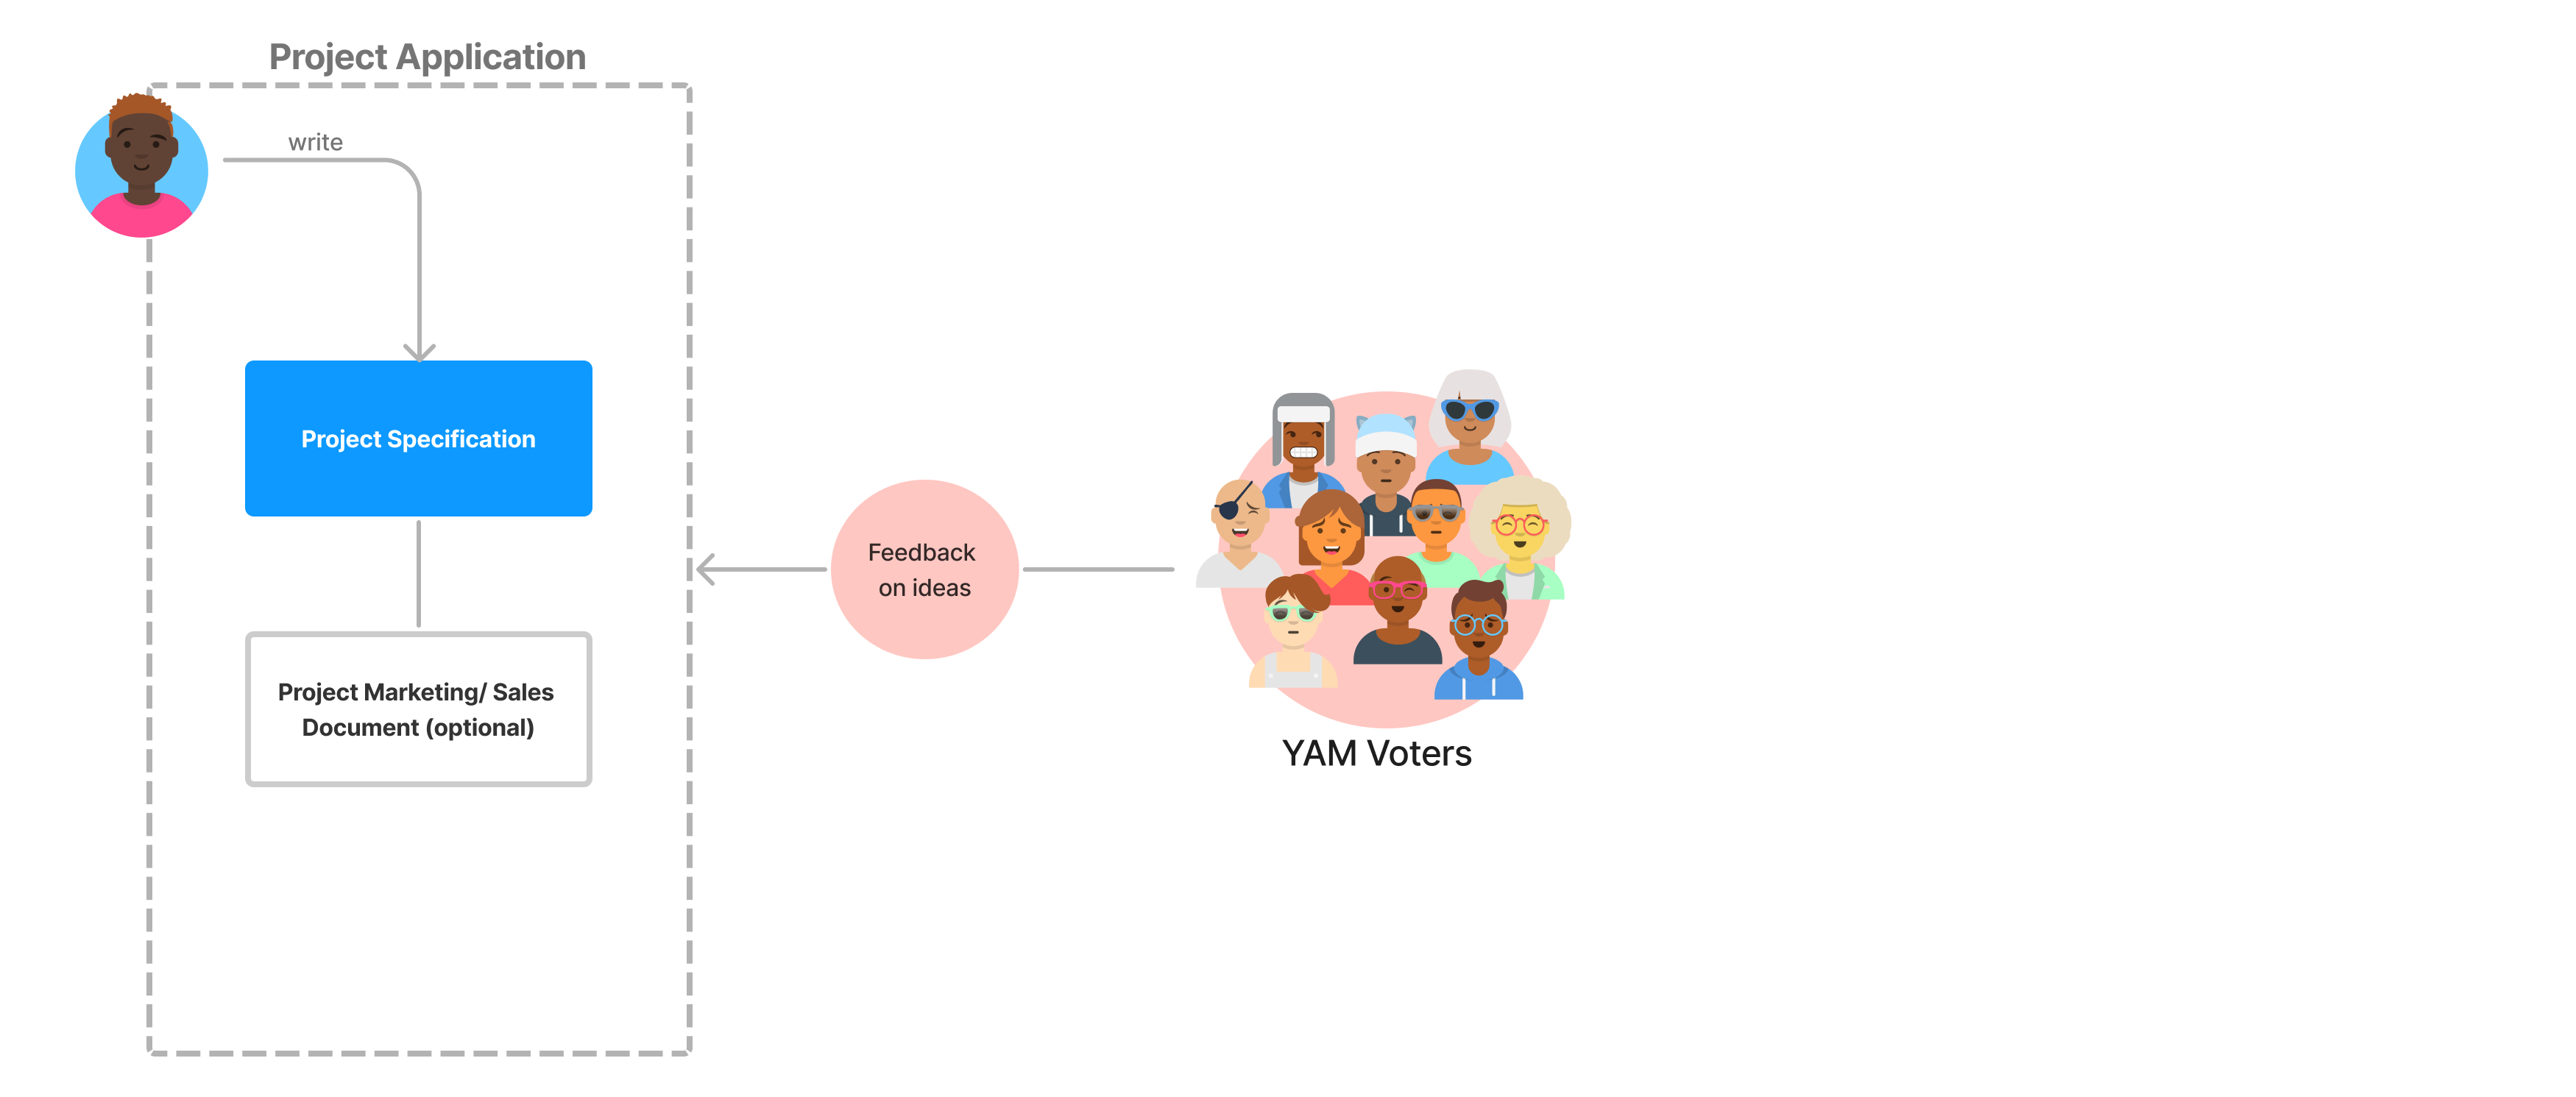 Project Application
write
Project Specification
Project Marketing/ Sales
Document (optional)
Feedback
on ideas
YAM Voters